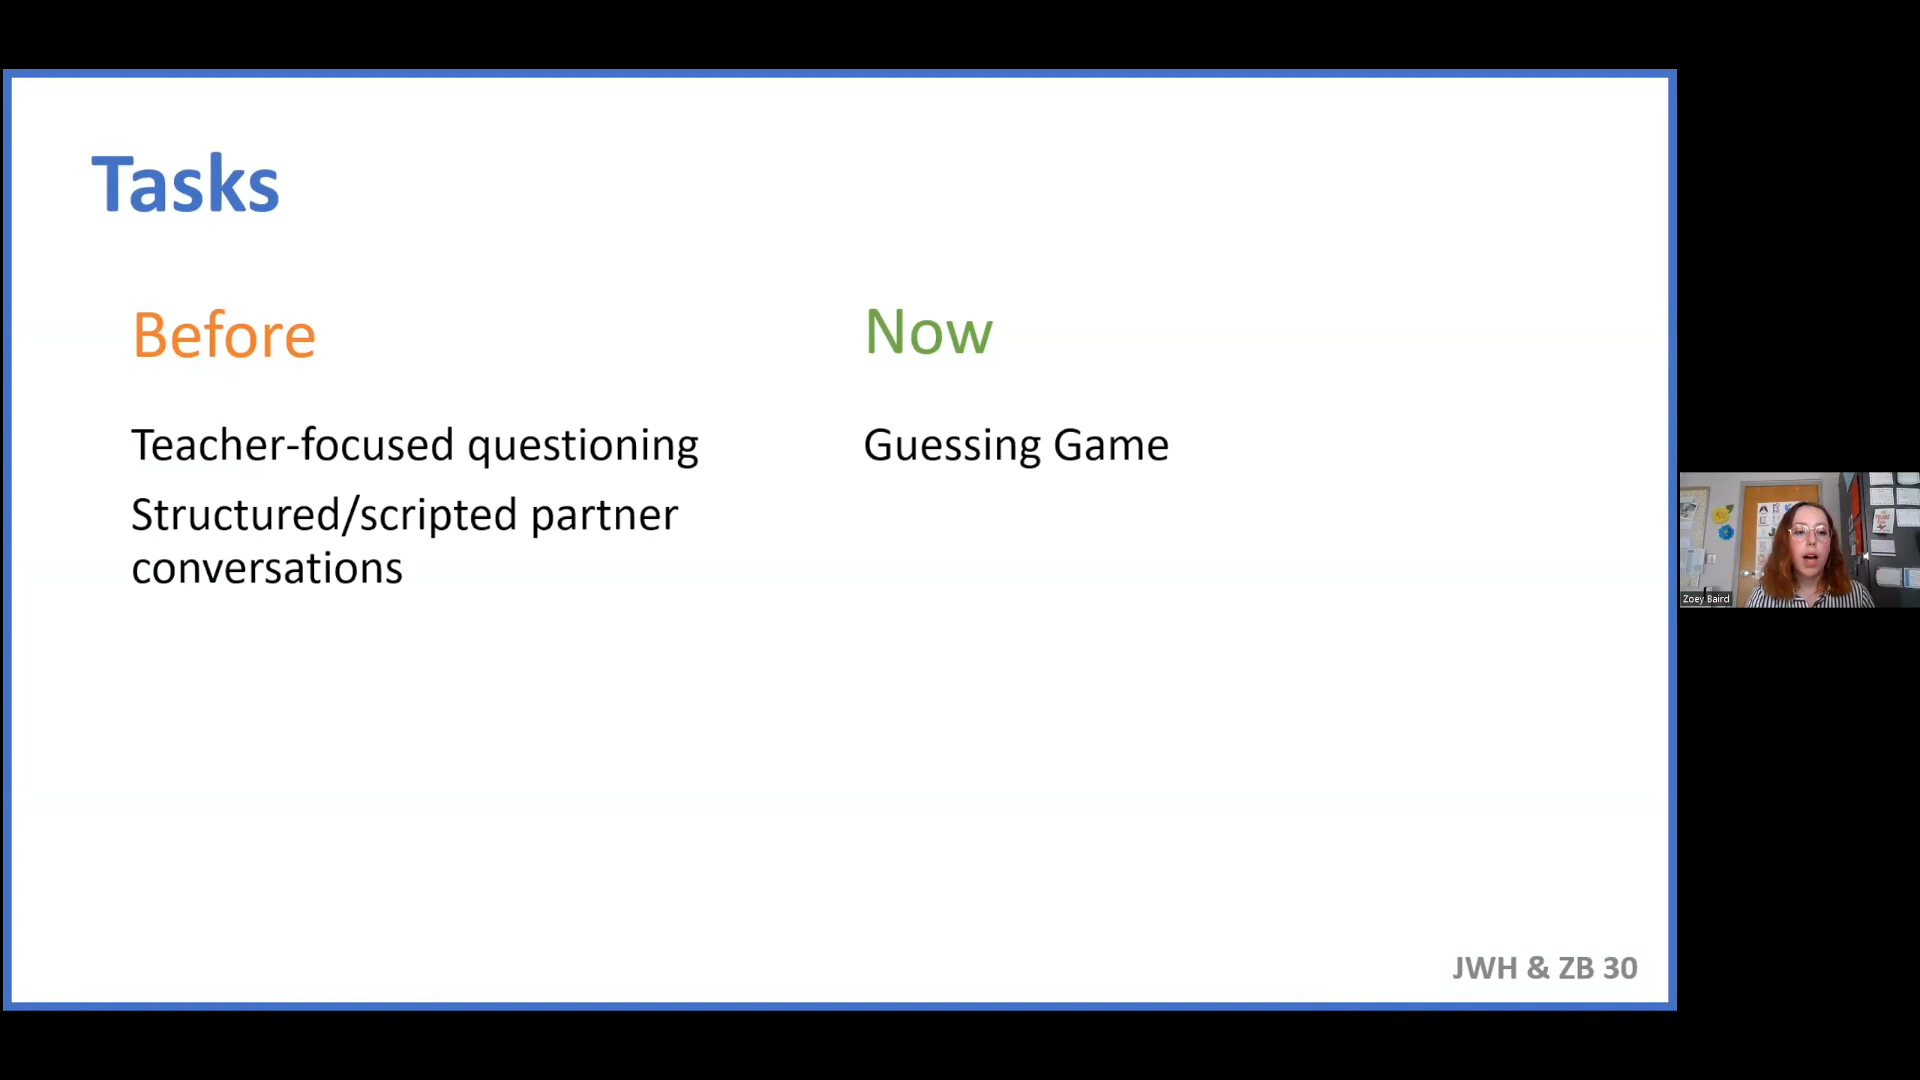 Tasks
Before
Now
Teacher-focused questioning
Guessing Game
Structured/scripted partner
conversations
Zoey Baird
JWH & ZB 30